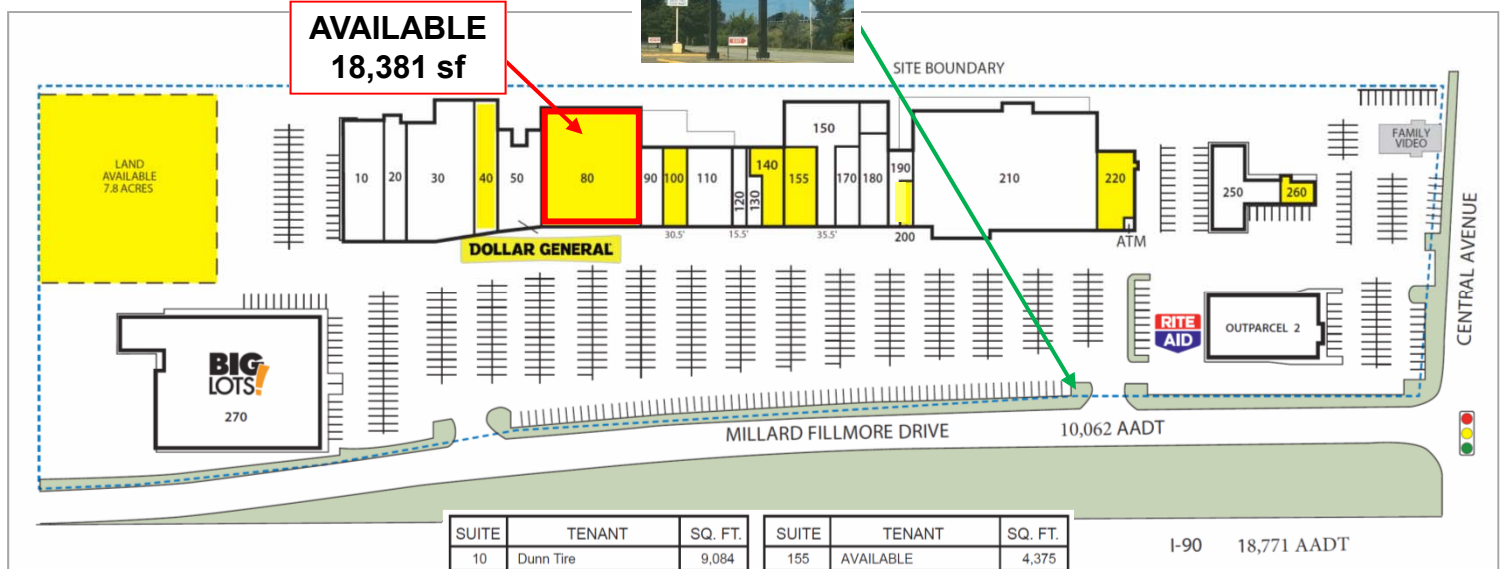 AVAILABLE
18,381 sf
EXIT
SITE BOUNDARY
LAND
AVAILABLE
7.8 ACRES
10
20
30
40
50
80
90
100
110
120
130
140
150
155
170
180
190
200
210
220
ATM
250
260
FAMILY
VIDEO
30.5'
15.5'
35.5'
DOLLAR GENERAL
BIG
LOTS!
270
RITE
AID
OUTPARCEL 2
CENTRAL AVENUE
MILLARD FILLMORE DRIVE
10,062 AADT
I-90 18,771 AADT
SUITE TENANT SQ. FT.
10 Dunn Tire 9,084
SUITE TENANT SQ. FT.
155 AVAILABLE 4,375